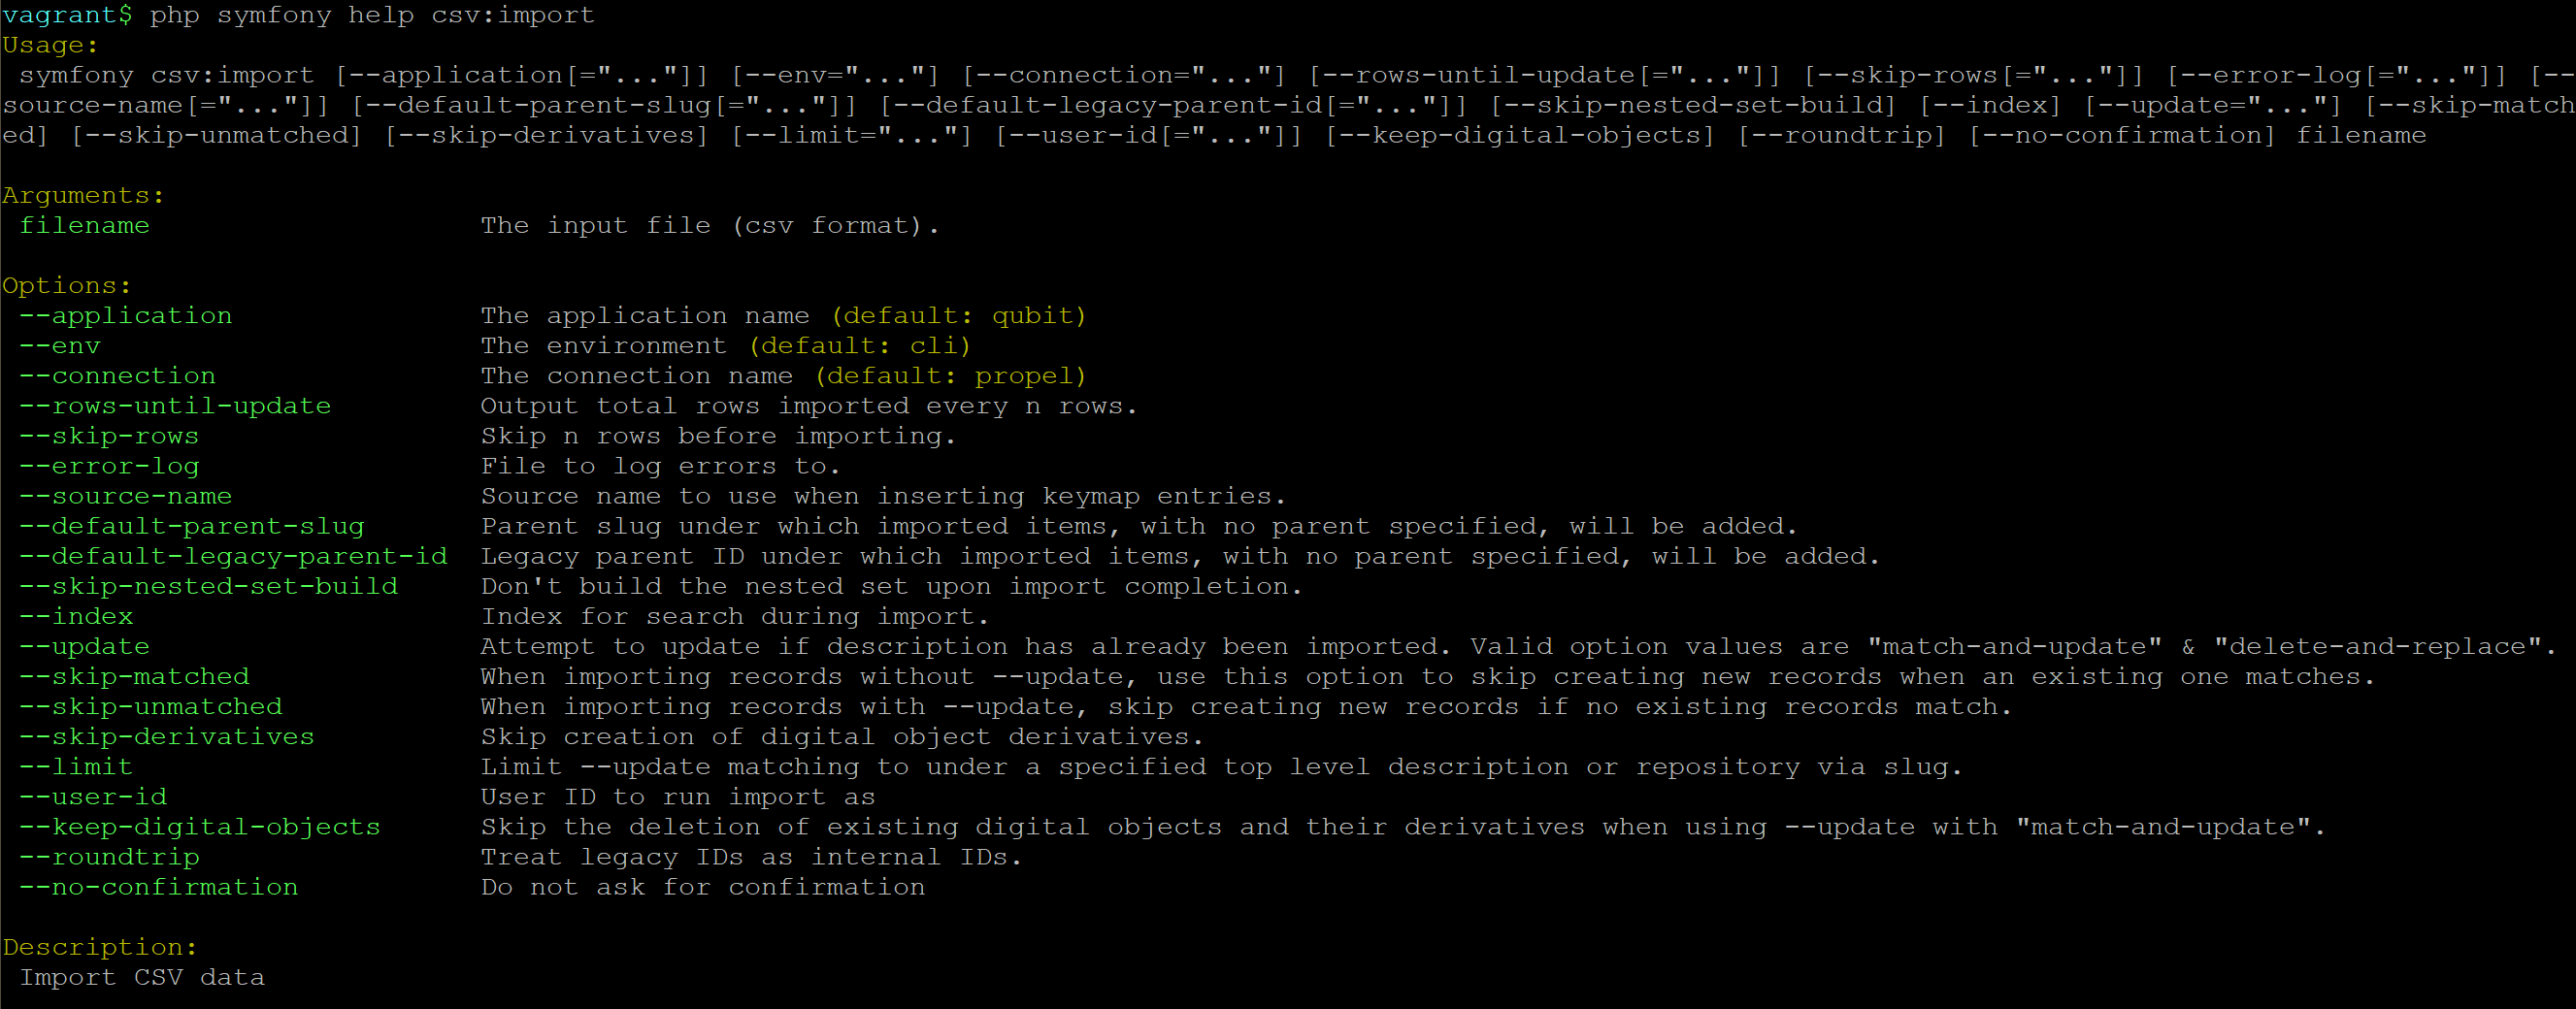 vagrant$ php symfony help csv:import
Usage:
 symfony csv:import [--application[="..."]] [--env="..."] [--connection="..."] [--rows-until-update[="..."]] [--skip-rows[="..."]] [--error-log[="..."]] [--
source-name[="..."]] [--default-parent-slug[="..."]] [--default-legacy-parent-id[="..."]] [--skip-nested-set-build] [--index] [--update="..."] [--skip-match
ed] [--skip-unmatched] [--skip-derivatives] [--limit="..."] [--user-id[="..."]] [--keep-digital-objects] [--roundtrip] [--no-confirmation] filename

Arguments:
 filename                    The input file (csv format).

Options:
 --application               The application name (default: qubit)
 --env                       The environment (default: cli)
 --connection                The connection name (default: propel)
 --rows-until-update         Output total rows imported every n rows.
 --skip-rows                 Skip n rows before importing.
 --error-log                 File to log errors to.
 --source-name               Source name to use when inserting keymap entries.
 --default-parent-slug       Parent slug under which imported items, with no parent specified, will be added.
 --default-legacy-parent-id  Legacy parent ID under which imported items, with no parent specified, will be added.
 --skip-nested-set-build     Don't build the nested set upon import completion.
 --index                     Index for search during import.
 --update                    Attempt to update if description has already been imported. Valid option values are "match-and-update" & "delete-and-replace".
 --skip-matched              When importing records without --update, use this option to skip creating new records when an existing one matches.
 --skip-unmatched            When importing records with --update, skip creating new records if no existing records match.
 --skip-derivatives          Skip creation of digital object derivatives.
 --limit                     Limit --update matching to under a specified top level description or repository via slug.
 --user-id                   User ID to run import as
 --keep-digital-objects      Skip the deletion of existing digital objects and their derivatives when using --update with "match-and-update".
 --roundtrip                 Treat legacy IDs as internal IDs.
 --no-confirmation           Do not ask for confirmation

Description:
 Import CSV data